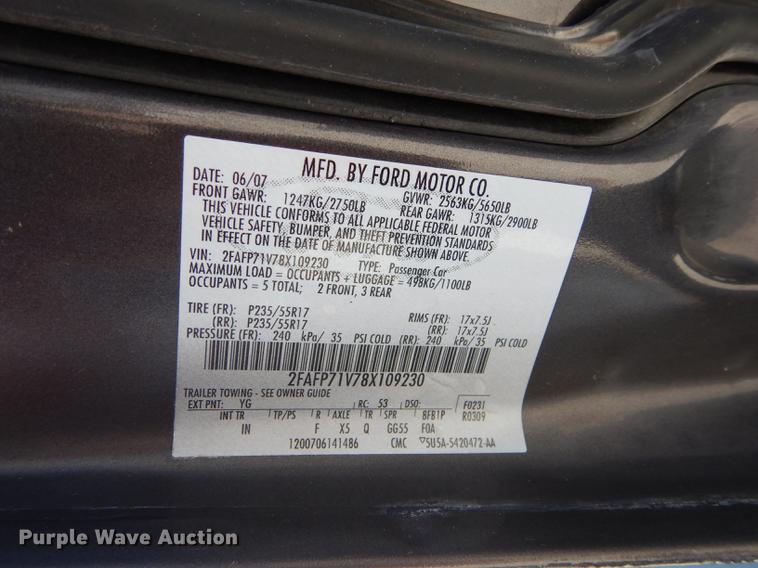 MFD. BY FORD MOTOR CO.
DATE: 06/07 GVWR: 2563KG/5650LB
FRONT GAWR: 1247KG/2750LB REAR GAWR: 1315KG/2900LB
THIS VEHICLE CONFORMS TO ALL APPLICABLE FEDERAL MOTOR
VEHICLE SAFETY, BUMPER, AND THEFT PREVENTION STANDARDS
IN EFFECT ON THE DATE OF MANUFACTURE SHOWN ABOVE.
VIN: 2FAFP71V78X109230 TYPE: Passenger Car
MAXIMUM LOAD = OCCUPANTS + LUGGAGE = 498KG/1100LB
OCCUPANTS = 5 TOTAL; 2 FRONT, 3 REAR
TIRE (FR): P235/55R17 RIMS (FR): 17x7.5J
(RR): P235/55R17 (RR): 17x7.5J
PRESSURE (FR): 240 kPa/ 35 PSI COLD (RR): 240 kPa/ 35 PSI COLD
2FAFP71V78X109230
TRAILER TOWING - SEE OWNER GUIDE
EXT PNT: YG RC: 53 DSO: F0231
INT TR TP/PS R AXLE TR SPR BFB1P R0309
IN F X5 Q GG55 F0A
1200706141486 CMC 5U5A-5420472-AA
Purple Wave Auction